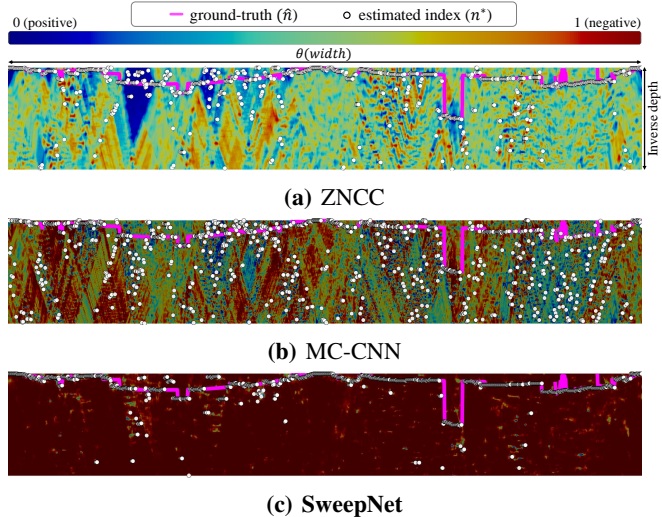 ground-truth (n̂) estimated index (n*)
0 (positive) 1 (negative)
θ(width)
Inverse depth
(a) ZNCC
(b) MC-CNN
(c) SweepNet